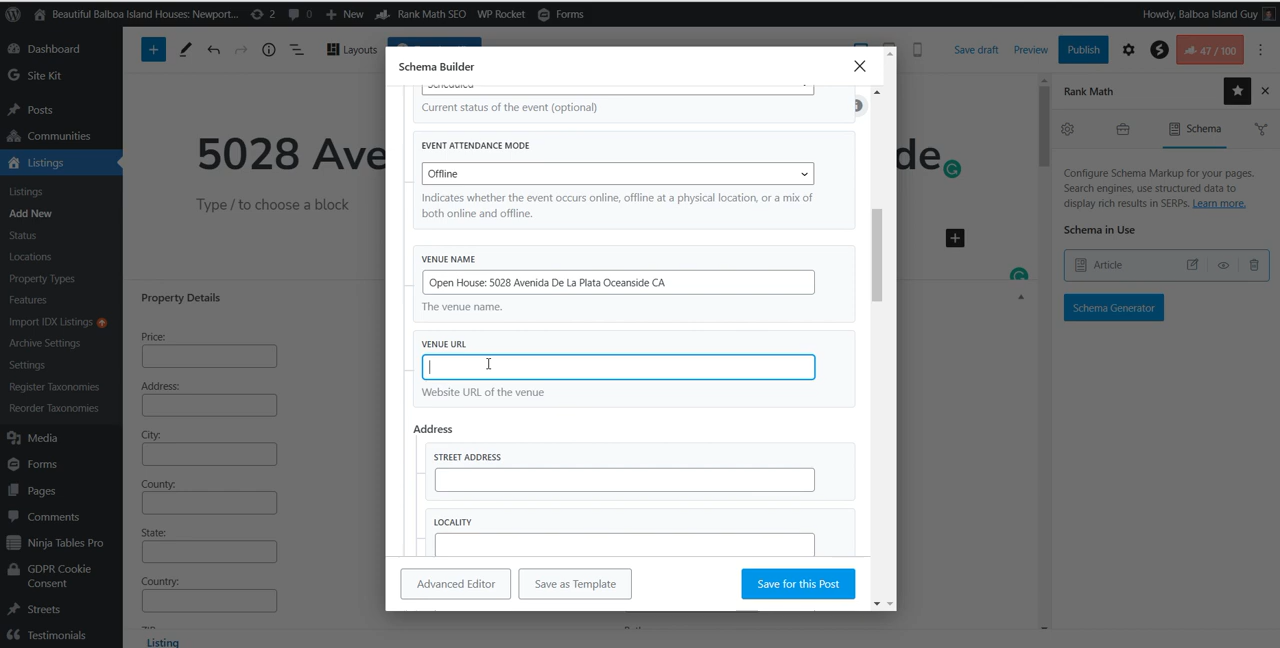 Beautiful Balboa Island Houses: Newport...
2
0
New
Rank Math SEO
WP Rocket
Forms
Howdy, Balboa Island Guy
Dashboard
Site Kit
Posts
Communities
Listings
Listings
Add New
Status
Locations
Property Types
Features
Import IDX Listings
Archive Settings
Settings
Register Taxonomies
Reorder Taxonomies
Media
Forms
Pages
Comments
Ninja Tables Pro
GDPR Cookie
Consent
Streets
Testimonials
Layouts
Save draft
Preview
Publish
47 / 100
5028 Ave
de
Type / to choose a block
Property Details
Price:
Address:
City:
County:
State:
Country:
Listing
Schema Builder
Scheduled
Current status of the event (optional)
EVENT ATTENDANCE MODE
Offline
Indicates whether the event occurs online, offline at a physical location, or a mix of
both online and offline.
VENUE NAME
Open House: 5028 Avenida De La Plata Oceanside CA
The venue name.
VENUE URL
Website URL of the venue
Address
STREET ADDRESS
LOCALITY
Advanced Editor
Save as Template
Save for this Post
Rank Math
Schema
Configure Schema Markup for your pages.
Search engines, use structured data to
display rich results in SERPs. Learn more.
Schema in Use
Article
Schema Generator